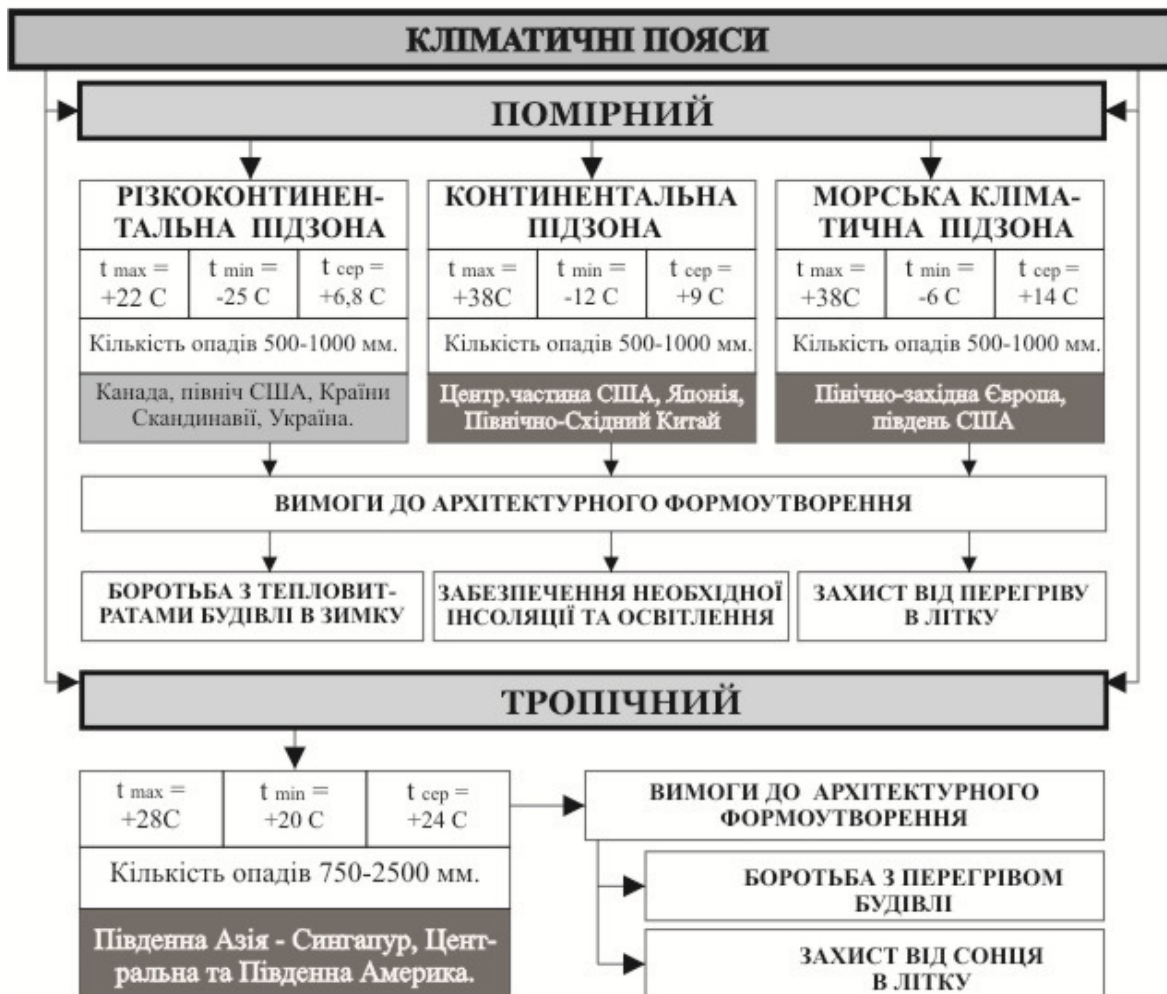 КЛІМАТИЧНІ ПОЯСИ
ПОМІРНИЙ
РІЗКОКОНТИНЕН-
ТАЛЬНА ПІДЗОНА
t max =
+22 С
t min =
-25 С
t сер =
+6,8 С
Кількість опадів 500-1000 мм.
Канада, північ США, Країни
Скандинавії, Україна.
КОНТИНЕНТАЛЬНА
ПІДЗОНА
t max =
+38С
t min =
-12 С
t сер =
+9 С
Кількість опадів 500-1000 мм.
Центр.частина США, Японія,
Північно-Східний Китай
МОРСЬКА КЛІМА-
ТИЧНА ПІДЗОНА
t max =
+38С
t min =
-6 С
t сер =
+14 С
Кількість опадів 500-1000 мм.
Пінічно-західна Європа,
південь США
ВИМОГИ ДО АРХІТЕКТУРНОГО ФОРМОУТВОРЕННЯ
БОРОТЬБА З ТЕПЛОВИТ-
РАТАМИ БУДІВЛІ В ЗИМКУ
ЗАБЕЗПЕЧЕННЯ НЕОБХІДНОЇ
ІНСОЛЯЦІЇ ТА ОСВІТЛЕННЯ
ЗАХИСТ ВІД ПЕРЕГРІВУ
В ЛІТКУ
ТРОПІЧНИЙ
t max =
+28С
t min =
+20 С
t сер =
+24 С
Кількість опадів 750-2500 мм.
Південна Азія - Сингапур, Цент-
ральна та Південна Америка.
ВИМОГИ ДО АРХІТЕКТУРНОГО
ФОРМОУТВОРЕННЯ
БОРОТЬБА З ПЕРЕГРІВОМ
БУДІВЛІ
ЗАХИСТ ВІД СОНЦЯ
В ЛІТКУ